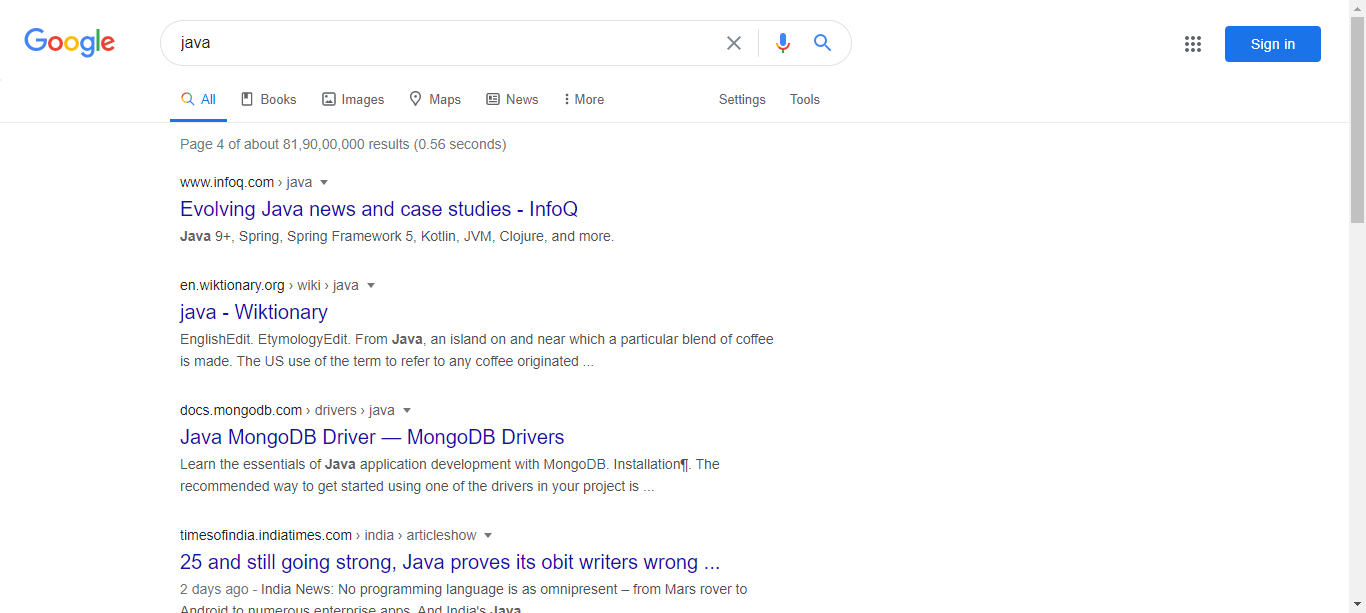 Google
java
Sign in
All Books Images Maps News More Settings Tools
Page 4 of about 81,90,00,000 results (0.56 seconds)
www.infoq.com › java
Evolving Java news and case studies - InfoQ
Java 9+, Spring, Spring Framework 5, Kotlin, JVM, Clojure, and more.
en.wiktionary.org › wiki › java
java - Wiktionary
EnglishEdit. EtymologyEdit. From Java, an island on and near which a particular blend of coffee
is made. The US use of the term to refer to any coffee originated ...
docs.mongodb.com › drivers › java
Java MongoDB Driver — MongoDB Drivers
Learn the essentials of Java application development with MongoDB. Installation¶. The
recommended way to get started using one of the drivers in your project is ...
timesofindia.indiatimes.com › india › articleshow
25 and still going strong, Java proves its obit writers wrong ...
2 days ago - India News: No programming language is as omnipresent – from Mars rover to
Android to numerous enterprise apps. And India's Java